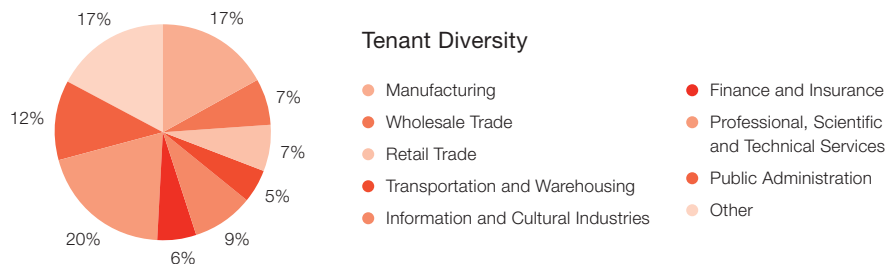 17%
17%
7%
7%
5%
9%
6%
20%
12%
Tenant Diversity
Manufacturing
Wholesale Trade
Retail Trade
Transportation and Warehousing
Information and Cultural Industries
Finance and Insurance
Professional, Scientific
and Technical Services
Public Administration
Other